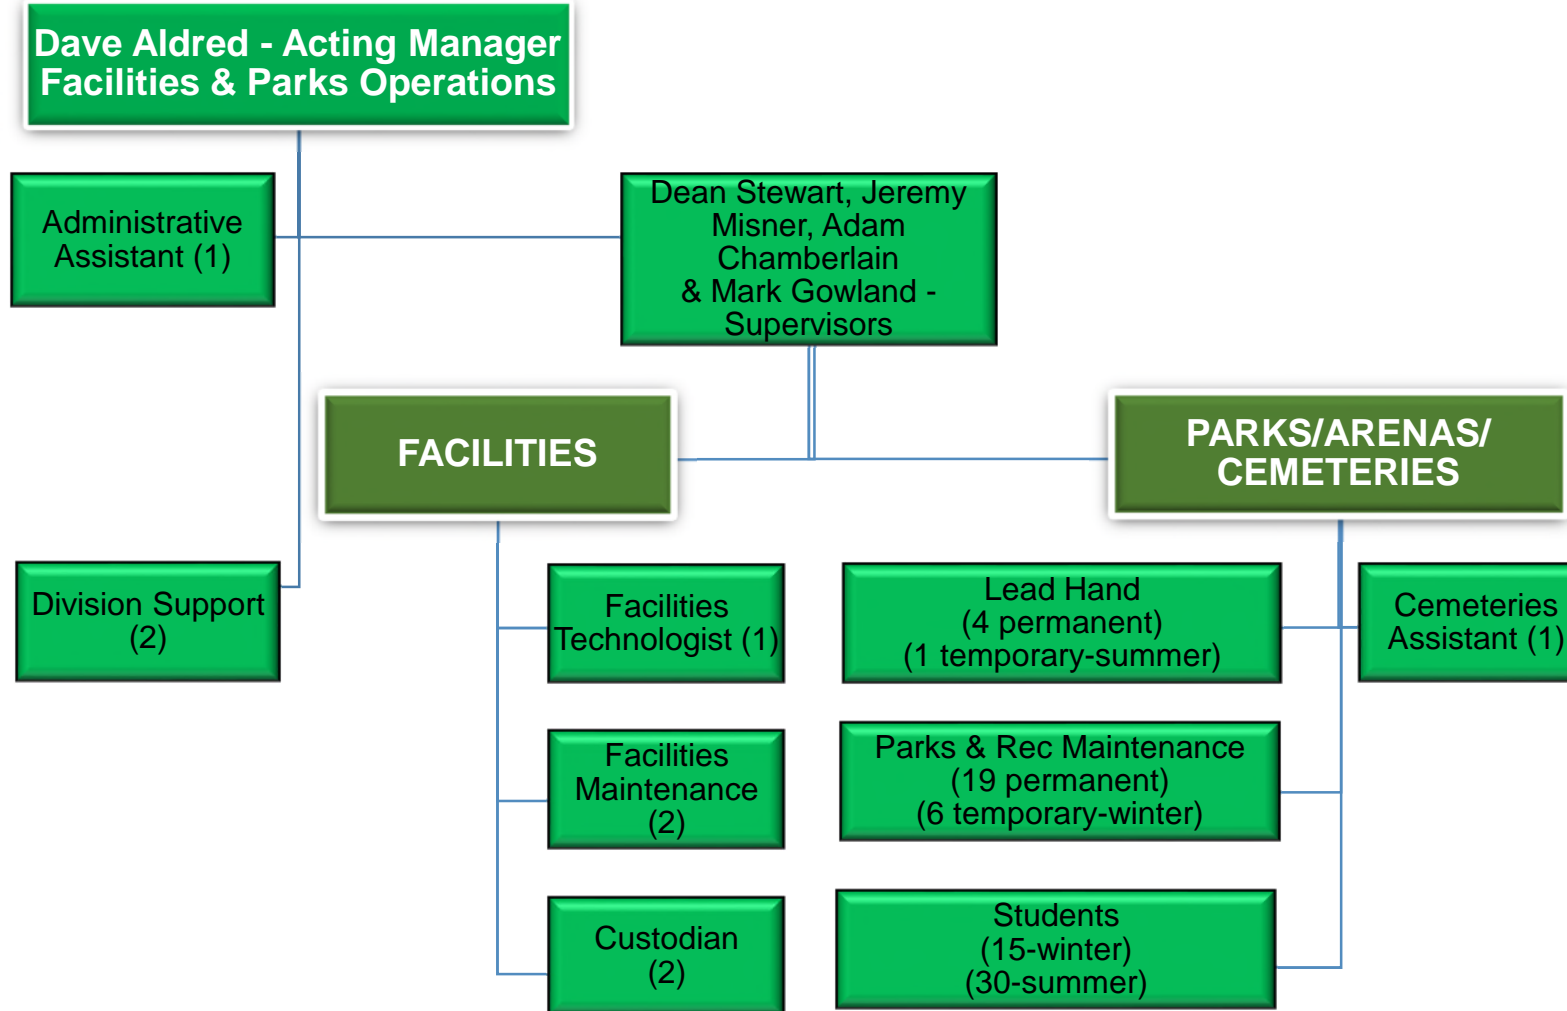 Dave Aldred - Acting Manager
Facilities & Parks Operations
Administrative
Assistant (1)
Dean Stewart, Jeremy
Misner, Adam
Chamberlain
& Mark Gowland -
Supervisors
FACILITIES
PARKS/ARENAS/
CEMETERIES
Division Support
(2)
Facilities
Technologist (1)
Lead Hand
(4 permanent)
(1 temporary-summer)
Cemeteries
Assistant (1)
Facilities
Maintenance
(2)
Parks & Rec Maintenance
(19 permanent)
(6 temporary-winter)
Custodian
(2)
Students
(15-winter)
(30-summer)